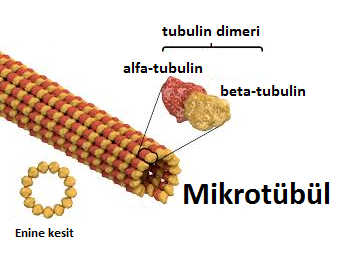 tubulin dimeri
alfa-tubulin
beta-tubulin
Mikrotübül
Enine kesit